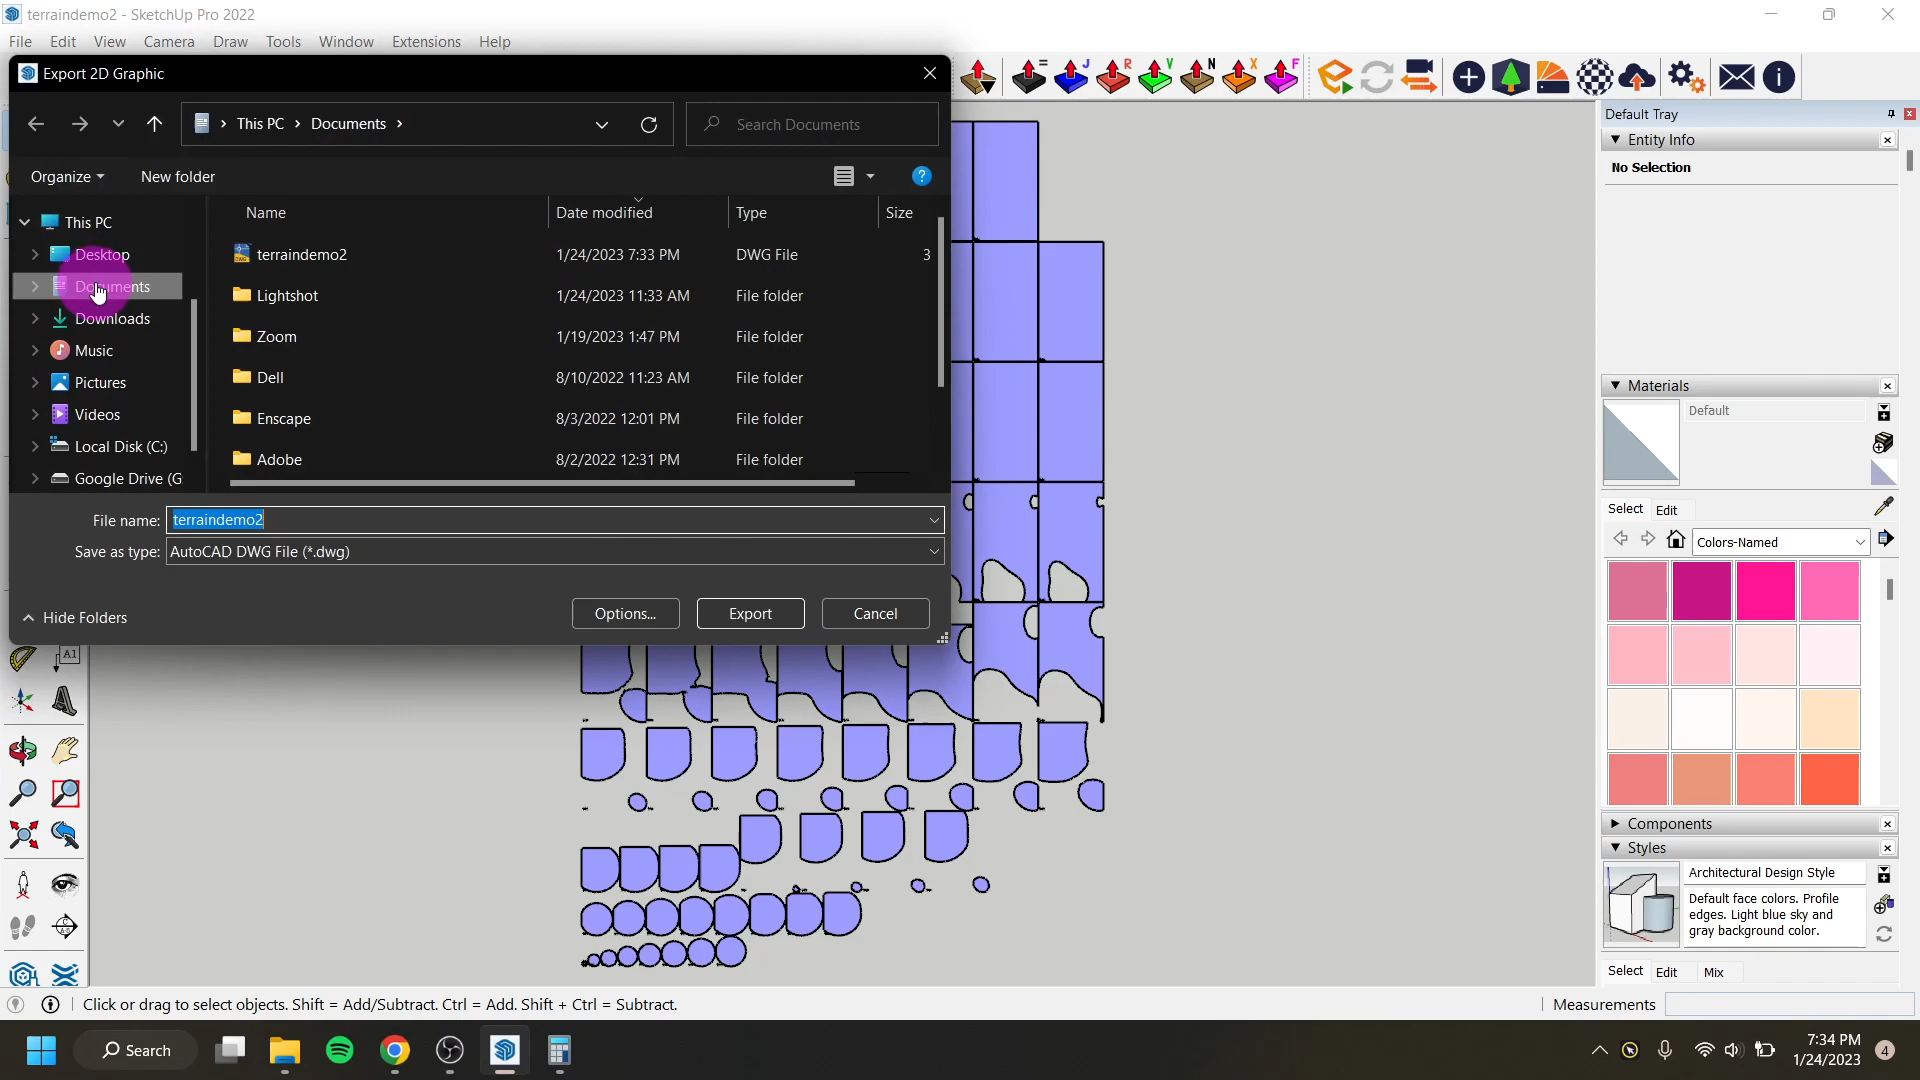 terraindemo2 - SketchUp Pro 2022
File Edit View Camera Draw Tools Window Extensions Help
Export 2D Graphic
This PC > Documents >
Search Documents
Organize
New folder
This PC
Desktop
Documents
Downloads
Music
Pictures
Videos
Local Disk (C:)
Google Drive (G
Name Date modified Type Size
terraindemo2 1/24/2023 7:33 PM DWG File 3
Lightshot 1/24/2023 11:33 AM File folder
Zoom 1/19/2023 1:47 PM File folder
Dell 8/10/2022 11:23 AM File folder
Enscape 8/3/2022 12:01 PM File folder
Adobe 8/2/2022 12:31 PM File folder
File name: terraindemo2
Save as type: AutoCAD DWG File (*.dwg)
Hide Folders
Options... Export Cancel
= J R V N X F
A1
Default Tray
Entity Info
No Selection
Materials
Default
Select Edit
Colors-Named
Components
Styles
Architectural Design Style
Default face colors. Profile
edges. Light blue sky and
gray background color.
Select Edit Mix
Click or drag to select objects. Shift = Add/Subtract. Ctrl = Add. Shift + Ctrl = Subtract.
Measurements
Search
7:34 PM
1/24/2023
4